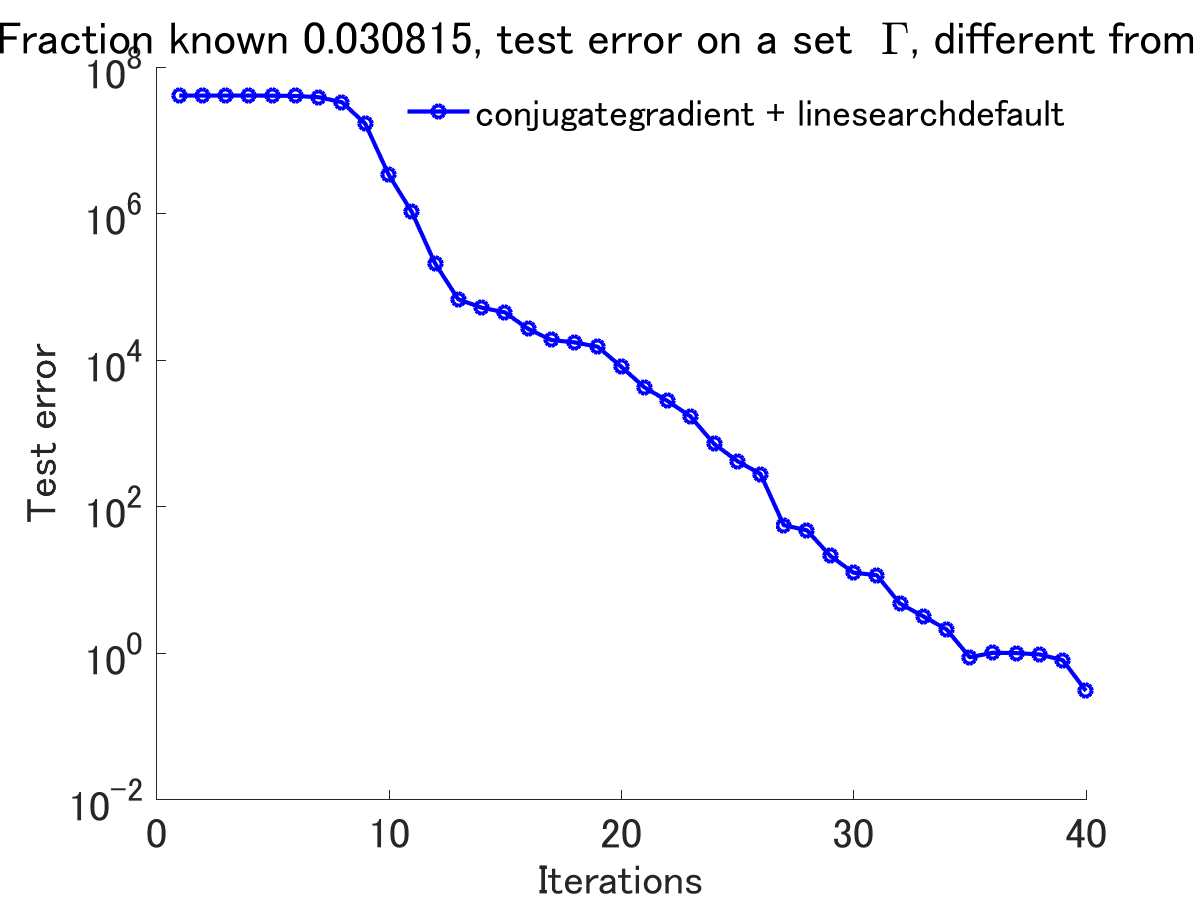 Fraction known 0.030815, test error on a set Γ, different from
10^8
conjugategradient + linesearchdefault
10^6
10^4
10^2
10^0
10^-2
Test error
0 10 20 30 40
Iterations